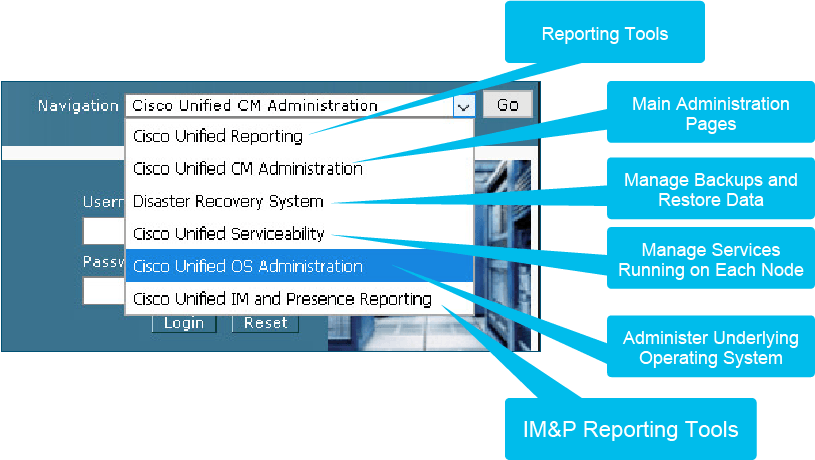 Reporting Tools
Navigation Cisco Unified CM Administration Go
Main Administration
Pages
Cisco Unified Reporting
Cisco Unified CM Administration
Manage Backups and
Restore Data
Usern
Disaster Recovery System
Cisco Unified Serviceability
Manage Services
Running on Each Node
Passw
Cisco Unified OS Administration
Cisco Unified IM and Presence Reporting
Login Reset
Administer Underlying
Operating System
IM&P Reporting Tools